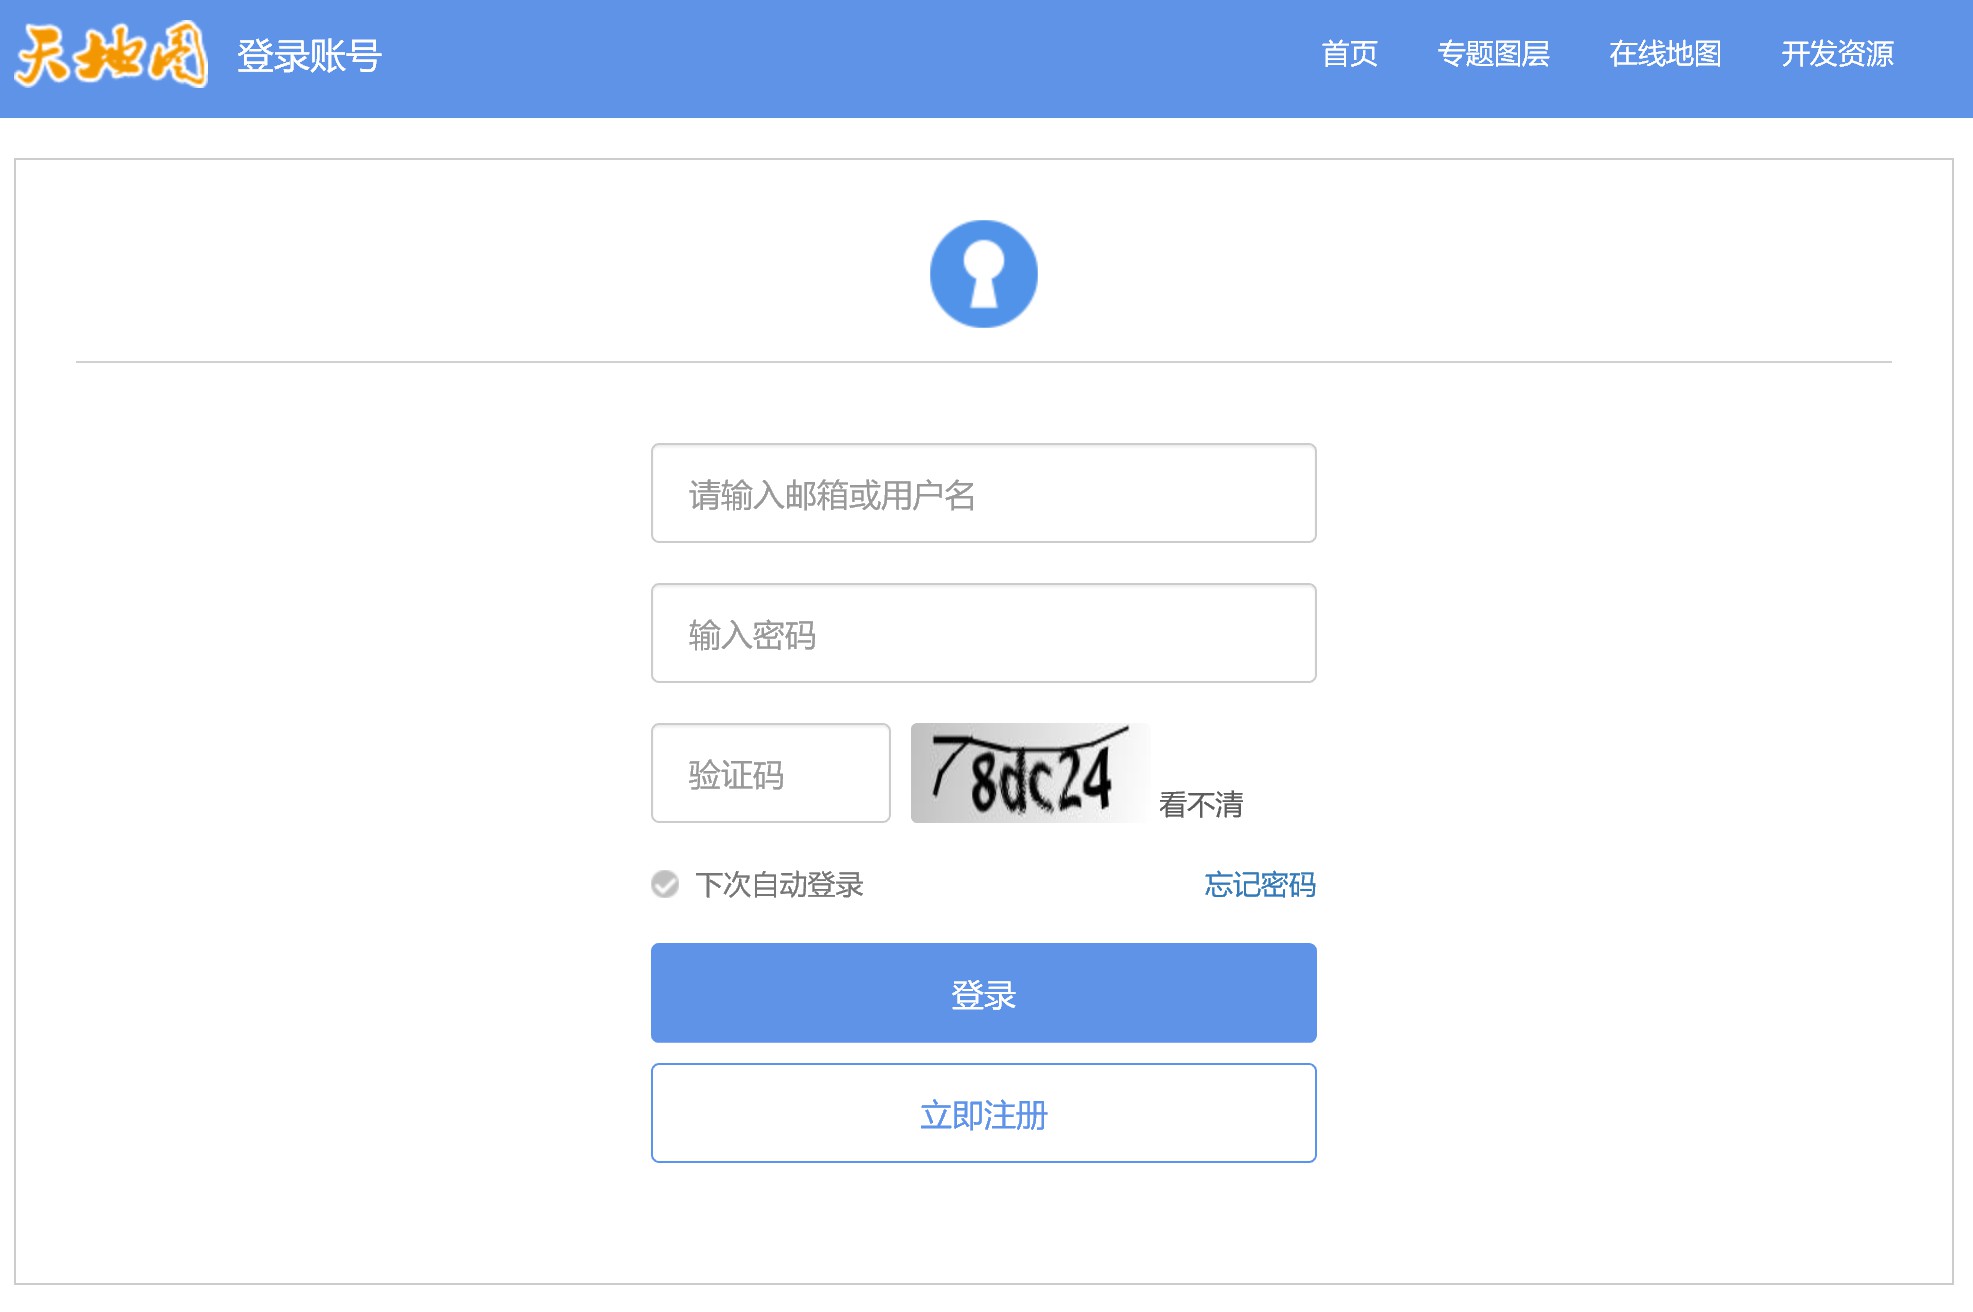 天地图 登录账号 首页 专题图层 在线地图 开发资源
请输入邮箱或用户名
输入密码
验证码 78dc24 看不清
下次自动登录 忘记密码
登录
立即注册